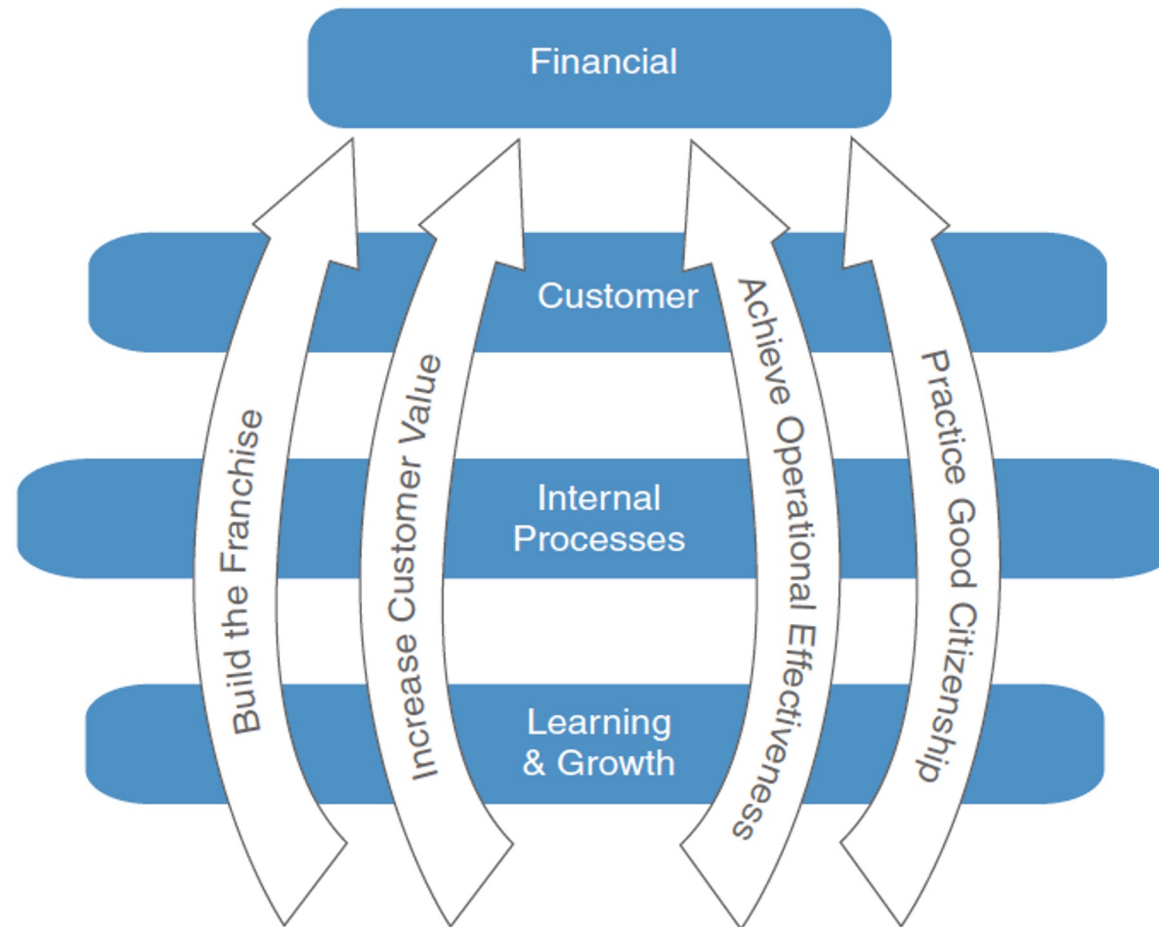 Financial
Customer
Internal
Processes
Learning
& Growth
Build the Franchise
Increase Customer Value
Achieve Operational Effectiveness
Practice Good Citizenship